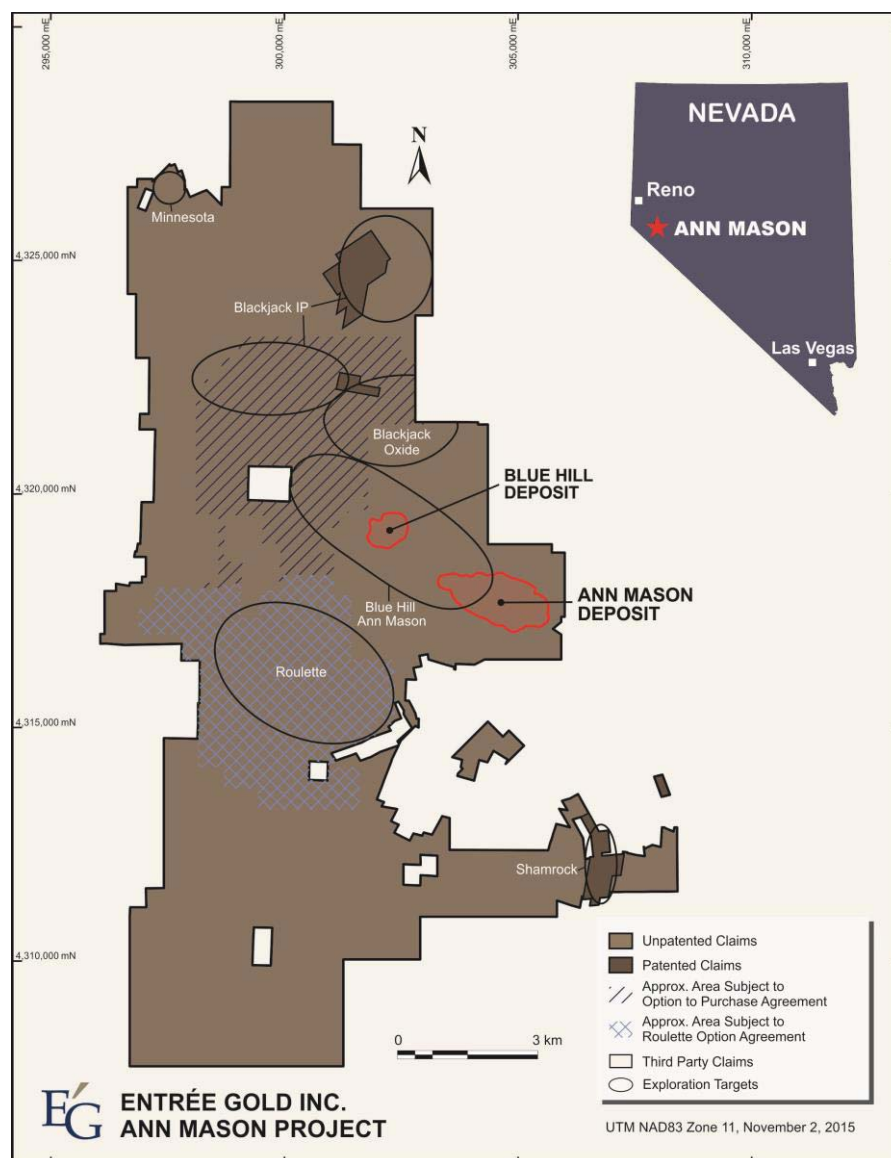 295,000 mE
300,000 mE
305,000 mE
310,000 mE
NEVADA
Reno
ANN MASON
Las Vegas
N
Minnesota
4,325,000 mN
Blackjack IP
Blackjack
Oxide
4,320,000 mN
BLUE HILL
DEPOSIT
ANN MASON
DEPOSIT
Blue Hill
Ann Mason
Roulette
4,315,000 mN
Shamrock
4,310,000 mN
Unpatented Claims
Patented Claims
Approx. Area Subject to
Option to Purchase Agreement
Approx. Area Subject to
Roulette Option Agreement
Third Party Claims
Exploration Targets
0 3 km
EG
ENTRÉE GOLD INC.
ANN MASON PROJECT
UTM NAD83 Zone 11, November 2, 2015